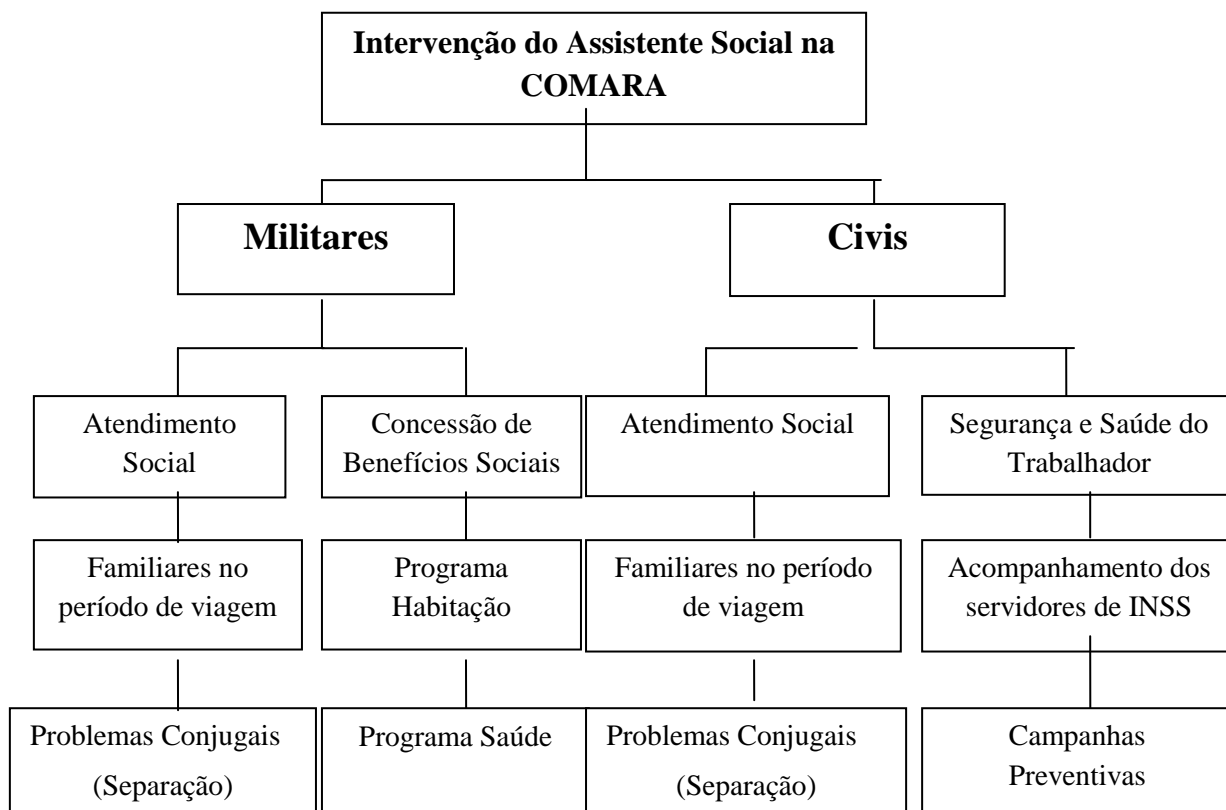 Intervenção do Assistente Social na
COMARA
Militares
Civis
Atendimento
Social
Concessão de
Benefícios Sociais
Atendimento Social
Segurança e Saúde do
Trabalhador
Familiares no
período de viagem
Programa
Habitação
Familiares no período
de viagem
Acompanhamento dos
servidores de INSS
Problemas Conjugais
(Separação)
Programa Saúde
Problemas Conjugais
(Separação)
Campanhas
Preventivas